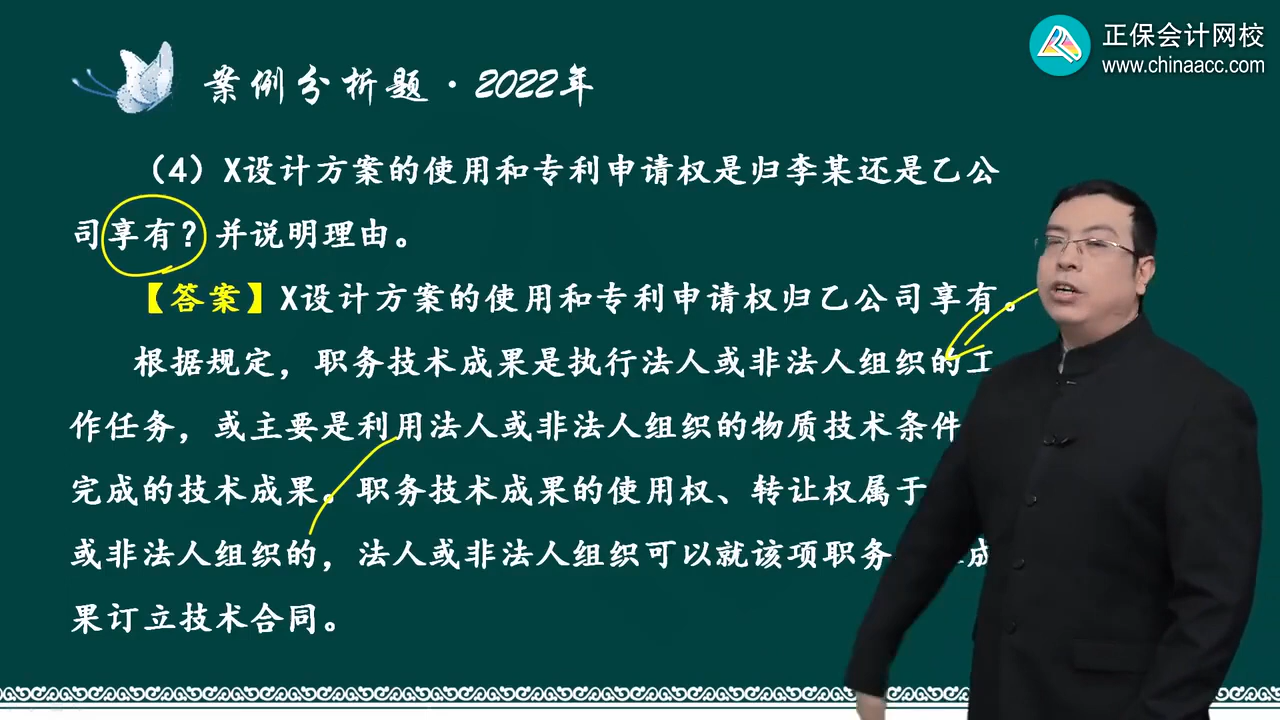 正保会计网校
www.chinaacc.com
案例分析题·2022年
（4）X设计方案的使用和专利申请权是归李某还是乙公
司享有？并说明理由。
【答案】X设计方案的使用和专利申请权归乙公司享有。
根据规定，职务技术成果是执行法人或非法人组织的工
作任务，或主要是利用法人或非法人组织的物质技术条件
完成的技术成果。职务技术成果的使用权、转让权属于
或非法人组织的，法人或非法人组织可以就该项职务 成
果订立技术合同。